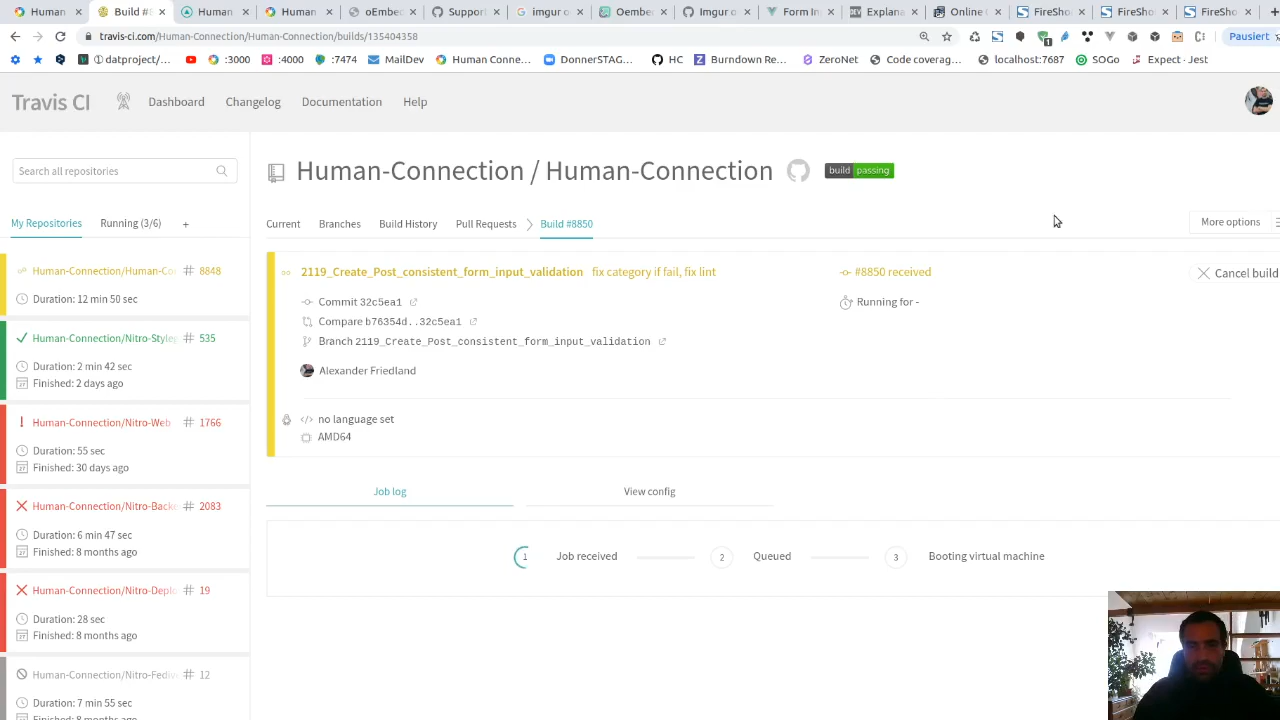 Human
Build #8
Human
Human
oEmbed
Support
imgur o
Oembe
Imgur o
Form In
Explana
Online
FireSho
FireSho
FireSho
travis-ci.com/Human-Connection/Human-Connection/builds/135404358
Pausiert
datproject/...
:3000
:4000
:7474
MailDev
Human Conne...
DonnerSTAG...
HC
Burndown Re...
ZeroNet
Code coverag...
localhost:7687
SOGo
Expect · Jest
Travis CI
Dashboard
Changelog
Documentation
Help
Search all repositories
Human-Connection / Human-Connection
build passing
My Repositories
Running (3/6)
+
Current
Branches
Build History
Pull Requests
Build #8850
More options
Human-Connection/Human-Co
# 8848
Duration: 12 min 50 sec
Human-Connection/Nitro-Styleg
# 535
Duration: 2 min 42 sec
Finished: 2 days ago
Human-Connection/Nitro-Web
# 1766
Duration: 55 sec
Finished: 30 days ago
Human-Connection/Nitro-Backe
# 2083
Duration: 6 min 47 sec
Finished: 8 months ago
Human-Connection/Nitro-Deplo
# 19
Duration: 28 sec
Finished: 8 months ago
Human-Connection/Nitro-Fedive
# 12
Duration: 7 min 55 sec
Finished: 8 months ago
2119_Create_Post_consistent_form_input_validation fix category if fail, fix lint
#8850 received
Cancel build
Commit 32c5ea1
Running for -
Compare b76354d..32c5ea1
Branch 2119_Create_Post_consistent_form_input_validation
Alexander Friedland
no language set
AMD64
Job log
View config
1 Job received
2 Queued
3 Booting virtual machine